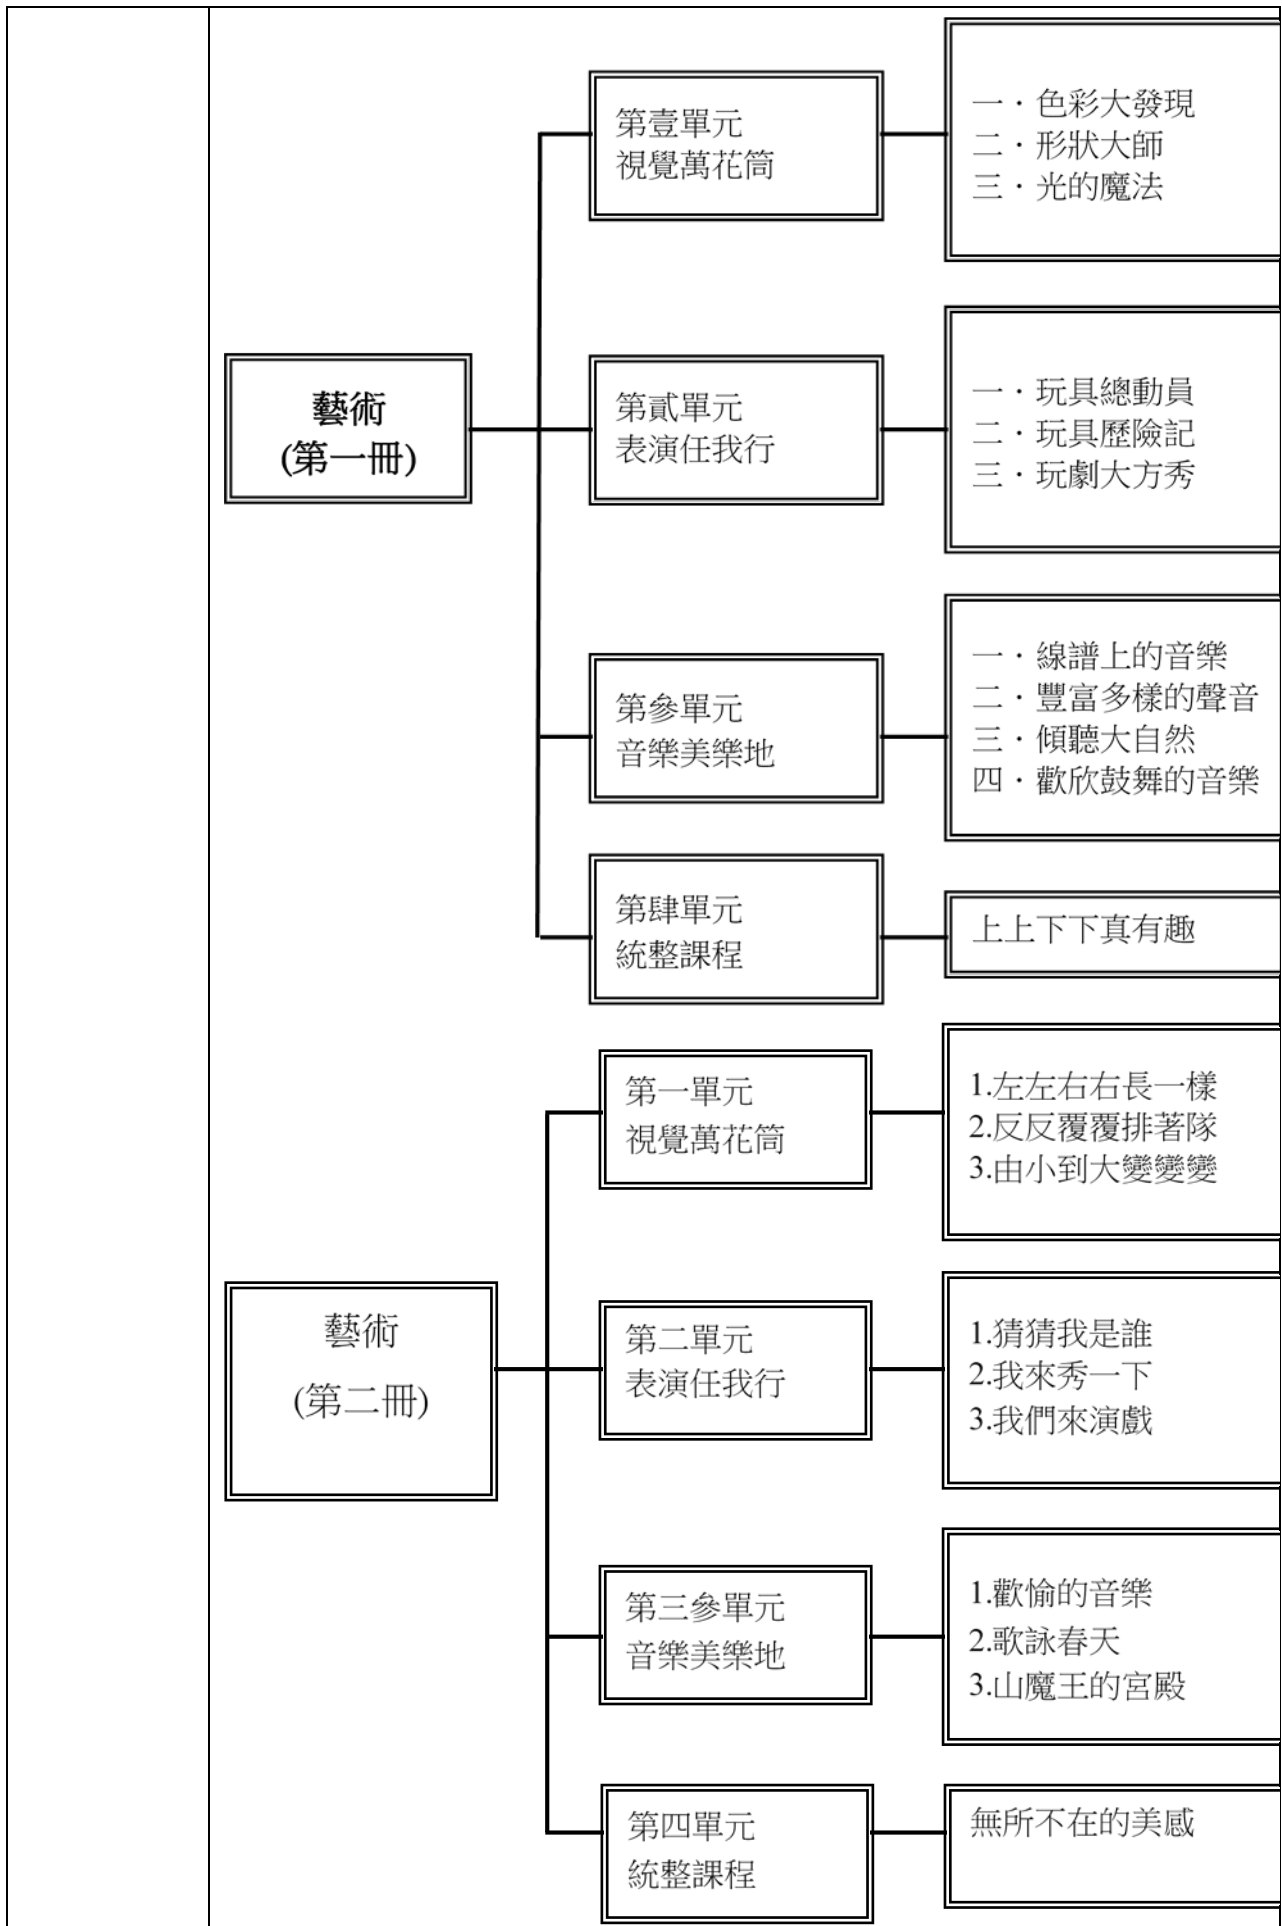 藝術
(第一冊)
第壹單元
視覺萬花筒
一．色彩大發現
二．形狀大師
三．光的魔法
第貳單元
表演任我行
一．玩具總動員
二．玩具歷險記
三．玩劇大方秀
第參單元
音樂美樂地
一．線譜上的音樂
二．豐富多樣的聲音
三．傾聽大自然
四．歡欣鼓舞的音樂
第肆單元
統整課程
上上下下真有趣
藝術
(第二冊)
第一單元
視覺萬花筒
1.左左右右長一樣
2.反反覆覆排著隊
3.由小到大變變變
第二單元
表演任我行
1.猜猜我是誰
2.我來秀一下
3.我們來演戲
第三參單元
音樂美樂地
1.歡愉的音樂
2.歌詠春天
3.山魔王的宮殿
第四單元
統整課程
無所不在的美感